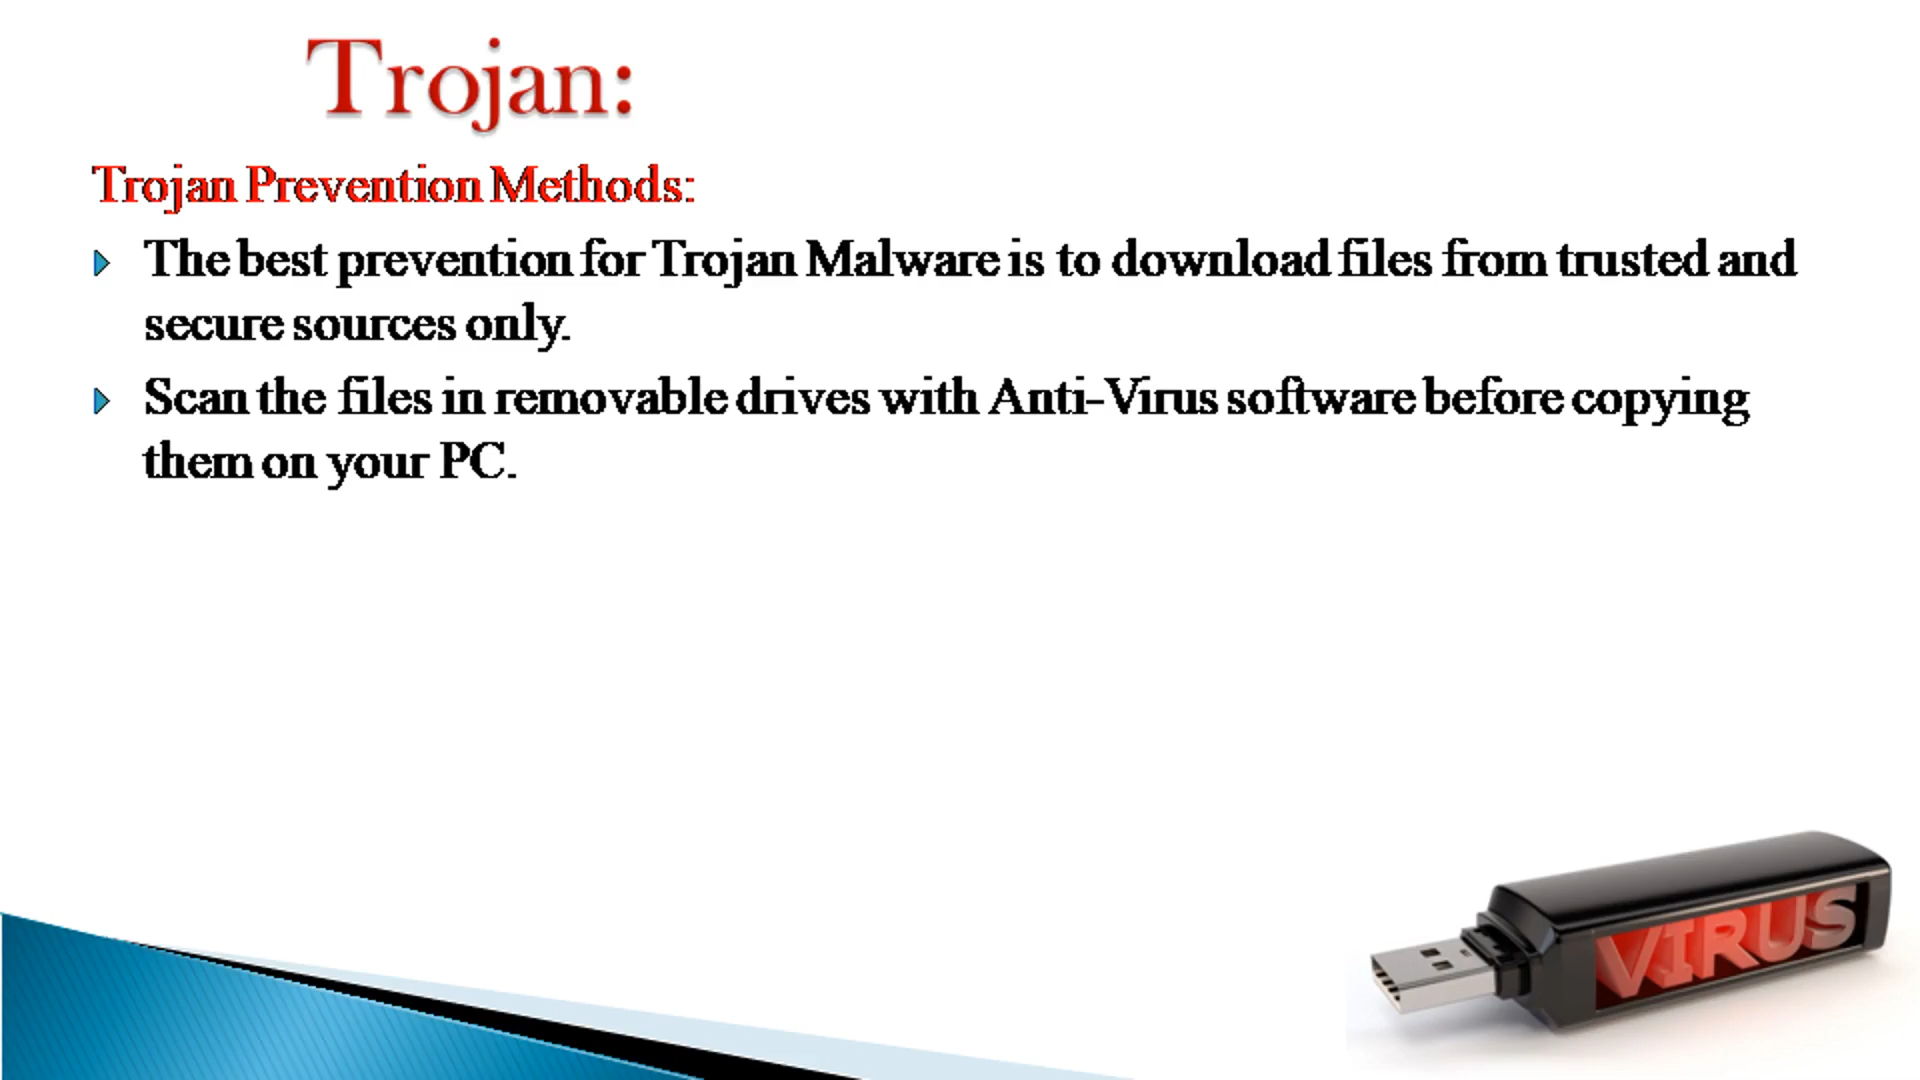 Trojan:
Trojan Prevention Methods:
The best prevention for Trojan Malware is to download files from trusted and
secure sources only.
Scan the files in removable drives with Anti-Virus software before copying
them on your PC.
VIRUS